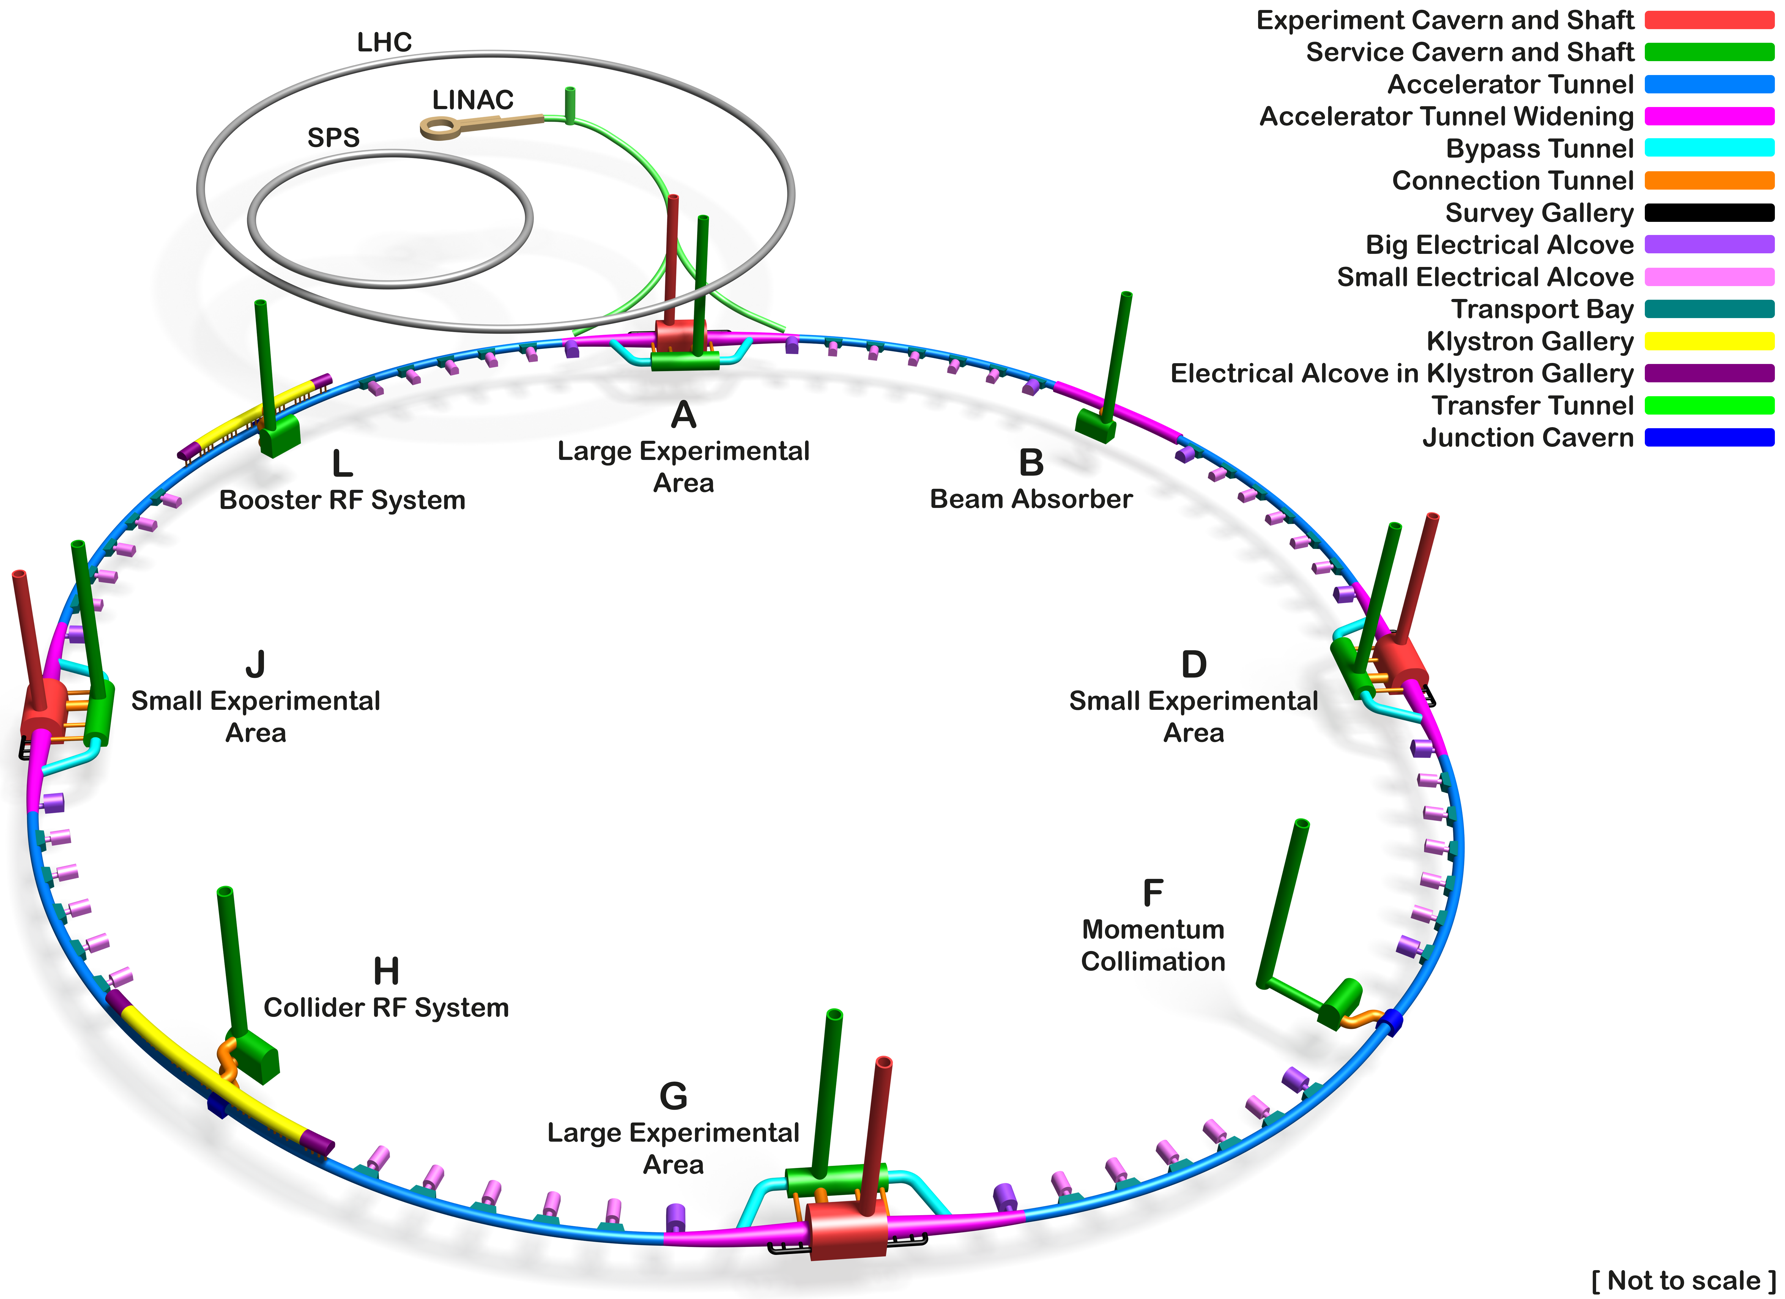 LHC
LINAC
SPS
Experiment Cavern and Shaft
Service Cavern and Shaft
Accelerator Tunnel
Accelerator Tunnel Widening
Bypass Tunnel
Connection Tunnel
Survey Gallery
Big Electrical Alcove
Small Electrical Alcove
Transport Bay
Klystron Gallery
Electrical Alcove in Klystron Gallery
Transfer Tunnel
Junction Cavern
A
Large Experimental
Area
L
Booster RF System
B
Beam Absorber
J
Small Experimental
Area
D
Small Experimental
Area
F
Momentum
Collimation
H
Collider RF System
G
Large Experimental
Area
[ Not to scale ]